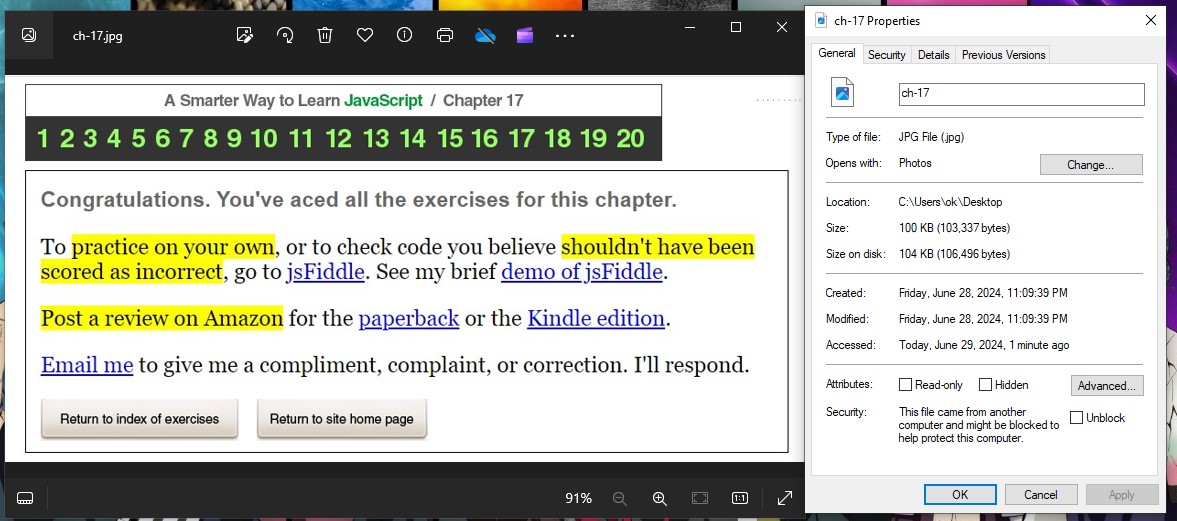 ch-17.jpg
A Smarter Way to Learn JavaScript / Chapter 17
1 2 3 4 5 6 7 8 9 10 11 12 13 14 15 16 17 18 19 20
Congratulations. You've aced all the exercises for this chapter.
To practice on your own, or to check code you believe shouldn't have been
scored as incorrect, go to jsFiddle. See my brief demo of jsFiddle.
Post a review on Amazon for the paperback or the Kindle edition.
Email me to give me a compliment, complaint, or correction. I'll respond.
Return to index of exercises Return to site home page
91% 1:1
ch-17 Properties
General Security Details Previous Versions
ch-17
Type of file: JPG File (.jpg)
Opens with: Photos Change...
Location: C:\Users\ok\Desktop
Size: 100 KB (103,337 bytes)
Size on disk: 104 KB (106,496 bytes)
Created: Friday, June 28, 2024, 11:09:39 PM
Modified: Friday, June 28, 2024, 11:09:39 PM
Accessed: Today, June 29, 2024, 1 minute ago
Attributes: Read-only Hidden Advanced...
Security: This file came from another
computer and might be blocked to
help protect this computer.
Unblock
OK Cancel Apply